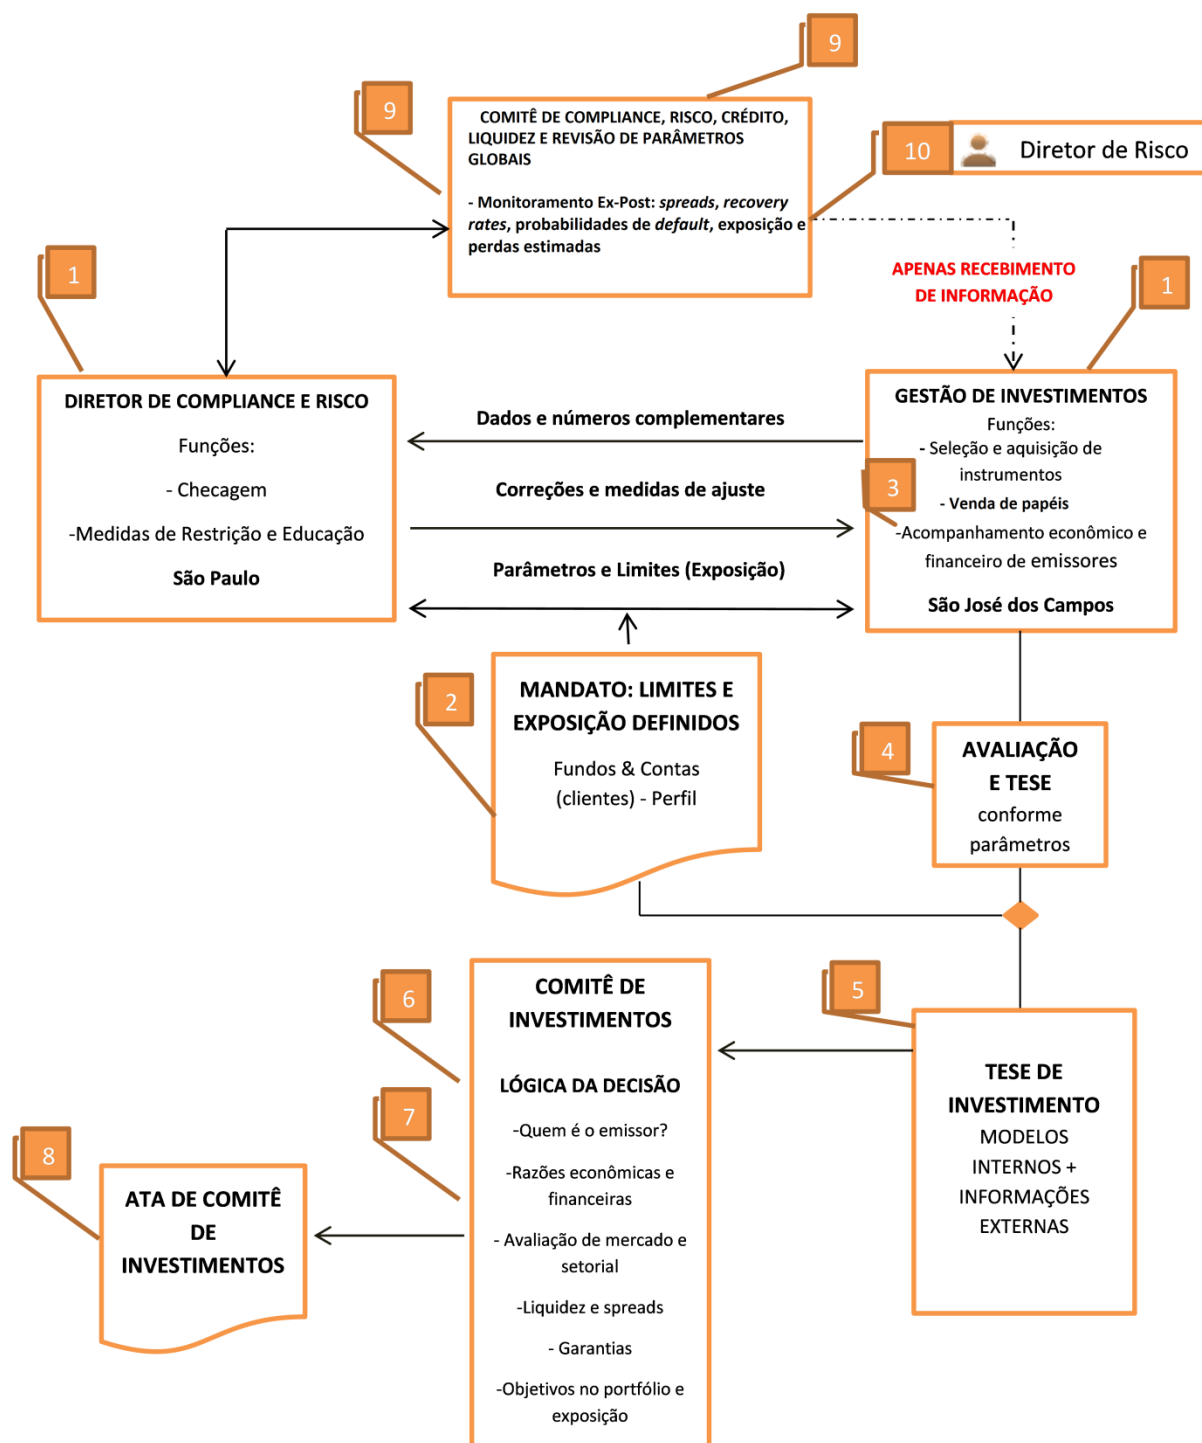 9
9
COMITÊ DE COMPLIANCE, RISCO, CRÉDITO,
LIQUIDEZ E REVISÃO DE PARÂMETROS
GLOBAIS
- Monitoramento Ex-Post: spreads, recovery
rates, probabilidades de default, exposição e
perdas estimadas
10
Diretor de Risco
APENAS RECEBIMENTO
DE INFORMAÇÃO
1
1
DIRETOR DE COMPLIANCE E RISCO
Funções:
- Checagem
-Medidas de Restrição e Educação
São Paulo
Dados e números complementares
Correções e medidas de ajuste
Parâmetros e Limites (Exposição)
GESTÃO DE INVESTIMENTOS
Funções:
- Seleção e aquisição de
instrumentos
3
- Venda de papéis
-Acompanhamento econômico e
financeiro de emissores
São José dos Campos
2
MANDATO: LIMITES E
EXPOSIÇÃO DEFINIDOS
Fundos & Contas
(clientes) - Perfil
4
AVALIAÇÃO
E TESE
conforme
parâmetros
5
TESE DE
INVESTIMENTO
MODELOS
INTERNOS +
INFORMAÇÕES
EXTERNAS
6
COMITÊ DE
INVESTIMENTOS
LÓGICA DA DECISÃO
7
-Quem é o emissor?
-Razões econômicas e
financeiras
- Avaliação de mercado e
setorial
-Liquidez e spreads
- Garantias
-Objetivos no portfólio e
exposição
8
ATA DE COMITÊ
DE
INVESTIMENTOS